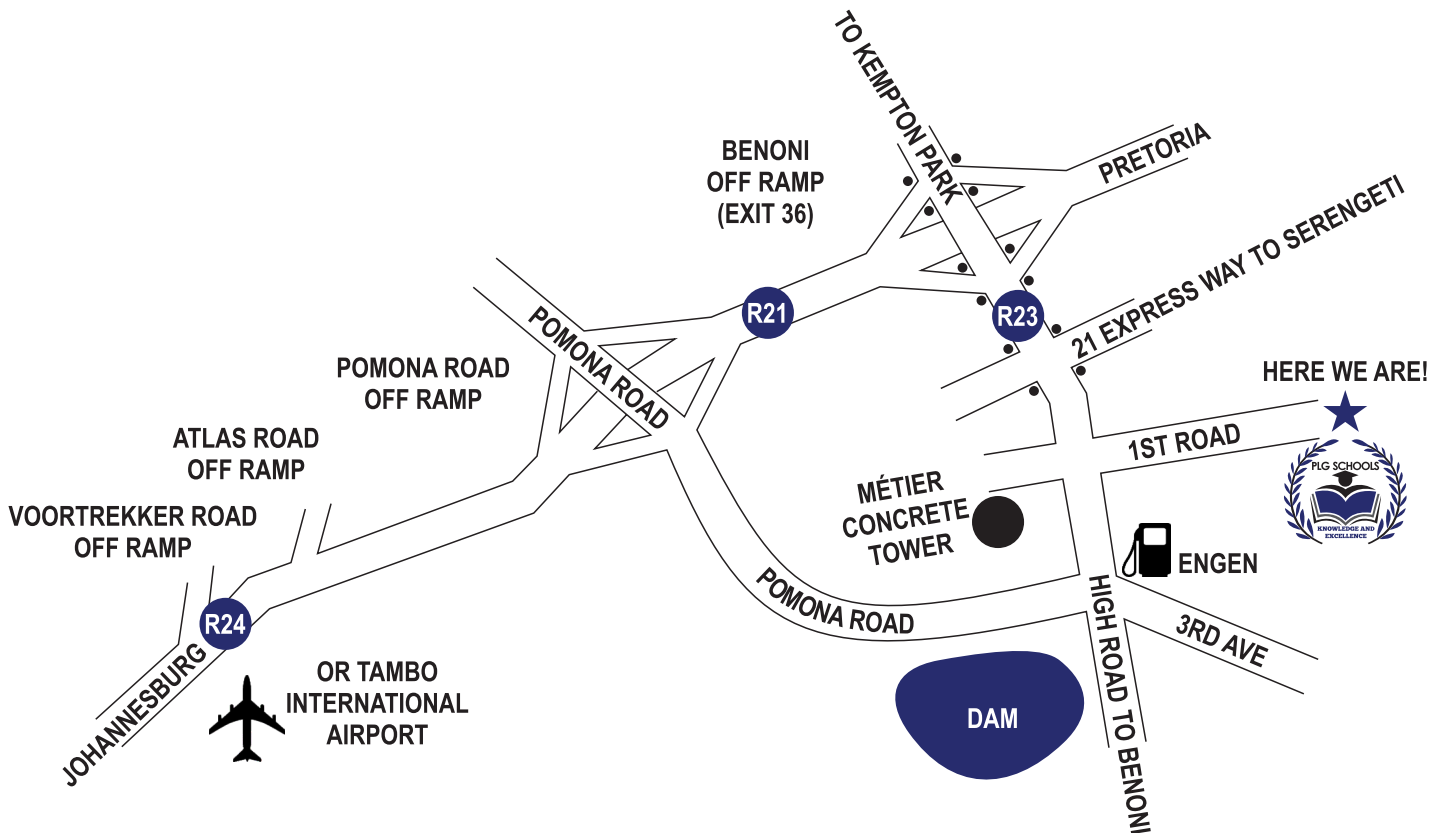 TO KEMPTON PARK
BENONI
OFF RAMP
(EXIT 36)
PRETORIA
21 EXPRESS WAY TO SERENGETI
R21
R23
POMONA ROAD
POMONA ROAD
OFF RAMP
HERE WE ARE!
ATLAS ROAD
OFF RAMP
1ST ROAD
PLG SCHOOLS
KNOWLEDGE AND
EXCELLENCE
MÉTIER
CONCRETE
TOWER
VOORTREKKER ROAD
OFF RAMP
ENGEN
POMONA ROAD
R24
3RD AVE
HIGH ROAD TO BENONI
JOHANNESBURG
OR TAMBO
INTERNATIONAL
AIRPORT
DAM